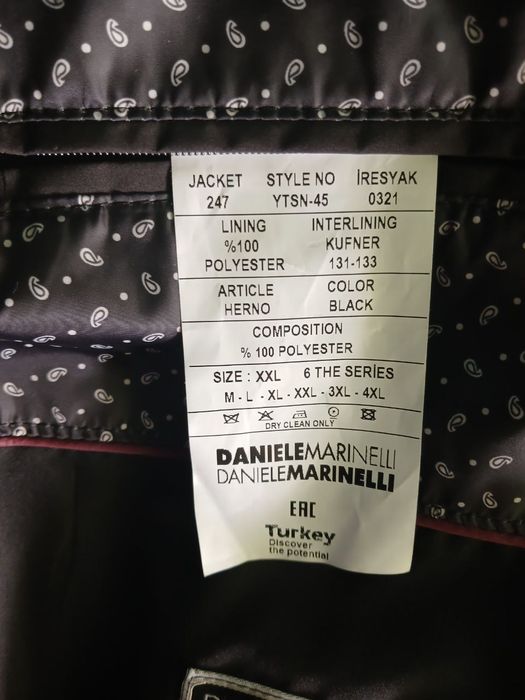 JACKET STYLE NO İRESYAK
247 YTSN-45 0321
LINING INTERLINING
%100 KUFNER
POLYESTER 131-133
ARTICLE COLOR
HERNO BLACK
COMPOSITION
% 100 POLYESTER
SIZE : XXL 6 THE SERİES
M - L - XL - XXL - 3XL - 4XL
DRY CLEAN ONLY
DANIELEMARINELLI
DANIELEMARINELLI
EAC
Turkey
Discover
the potential